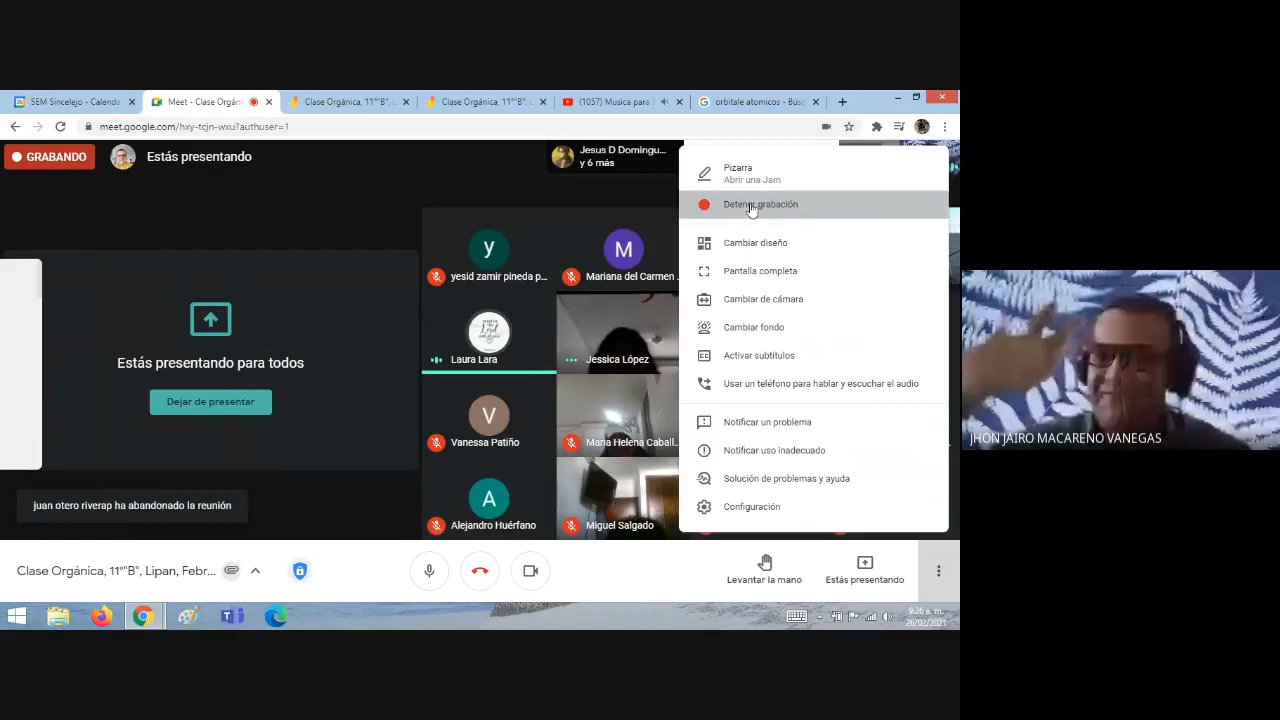 SEM Sincelejo - Calenda
Meet - Clase Orgáni
Clase Orgánica, 11°"B", L
Clase Orgánica, 11°"B",
(1057) Musica para
orbitale atomicos - Bús
meet.google.com/hxy-tcjn-wxu?authuser=1
GRABANDO
Estás presentando
Jesus D Domingu...
y 6 más
Pizarra
Abrir una Jam
Detener grabación
Cambiar diseño
Pantalla completa
Cambiar de cámara
Cambiar fondo
Activar subtítulos
Usar un teléfono para hablar y escuchar el audio
Notificar un problema
Notificar uso inadecuado
Solución de problemas y ayuda
Configuración
y
yesid zamir pineda p...
M
Mariana del Carmen
Laura Lara
Jessica López
V
Vanessa Patiño
Maria Helena Caball...
A
Alejandro Huérfano
Miguel Salgado
Estás presentando para todos
Dejar de presentar
juan otero riverap ha abandonado la reunión
JHON JAIRO MACARENO VANEGAS
Clase Orgánica, 11°"B", Lipan, Febr...
Levantar la mano
Estás presentando
9:26 a. m.
26/02/2021